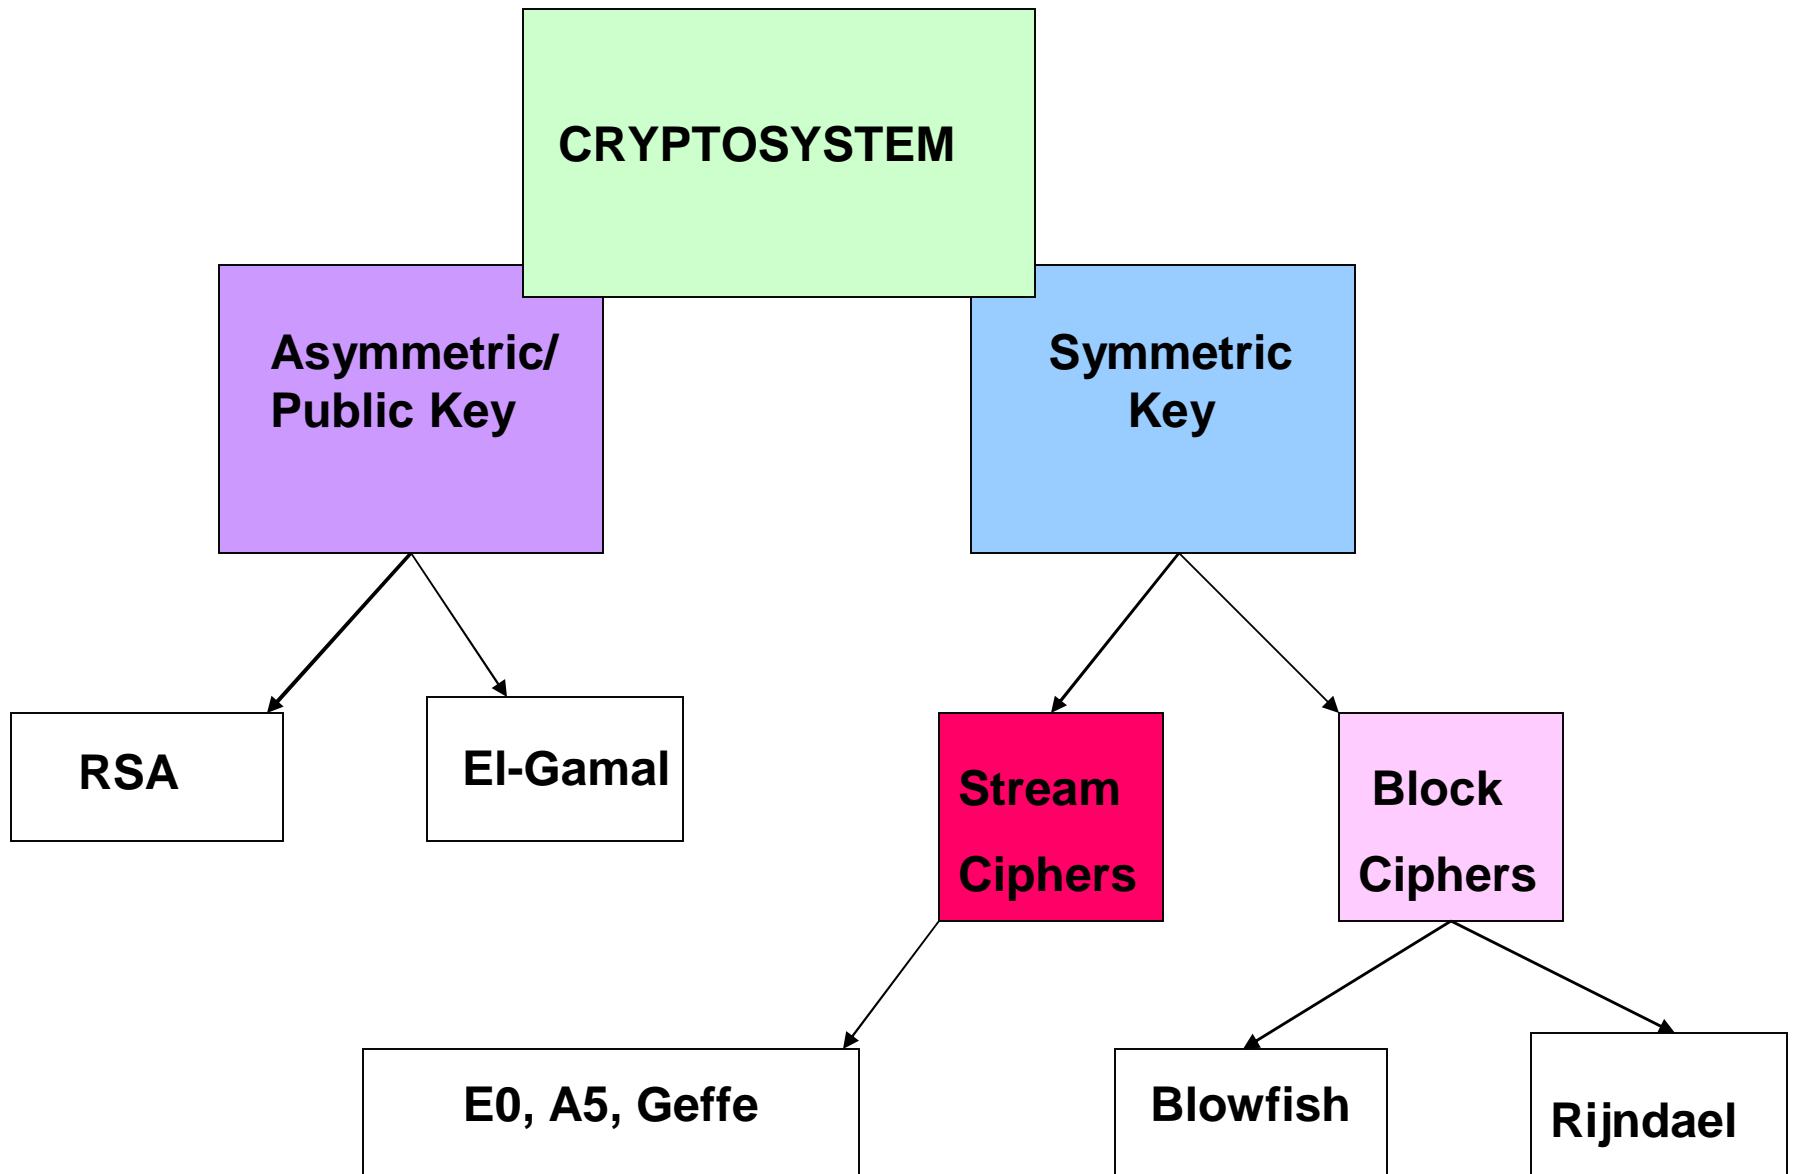 CRYPTOSYSTEM
Asymmetric/
Public Key
Symmetric
Key
RSA
El-Gamal
Stream
Ciphers
Block
Ciphers
E0, A5, Geffe
Blowfish
Rijndael